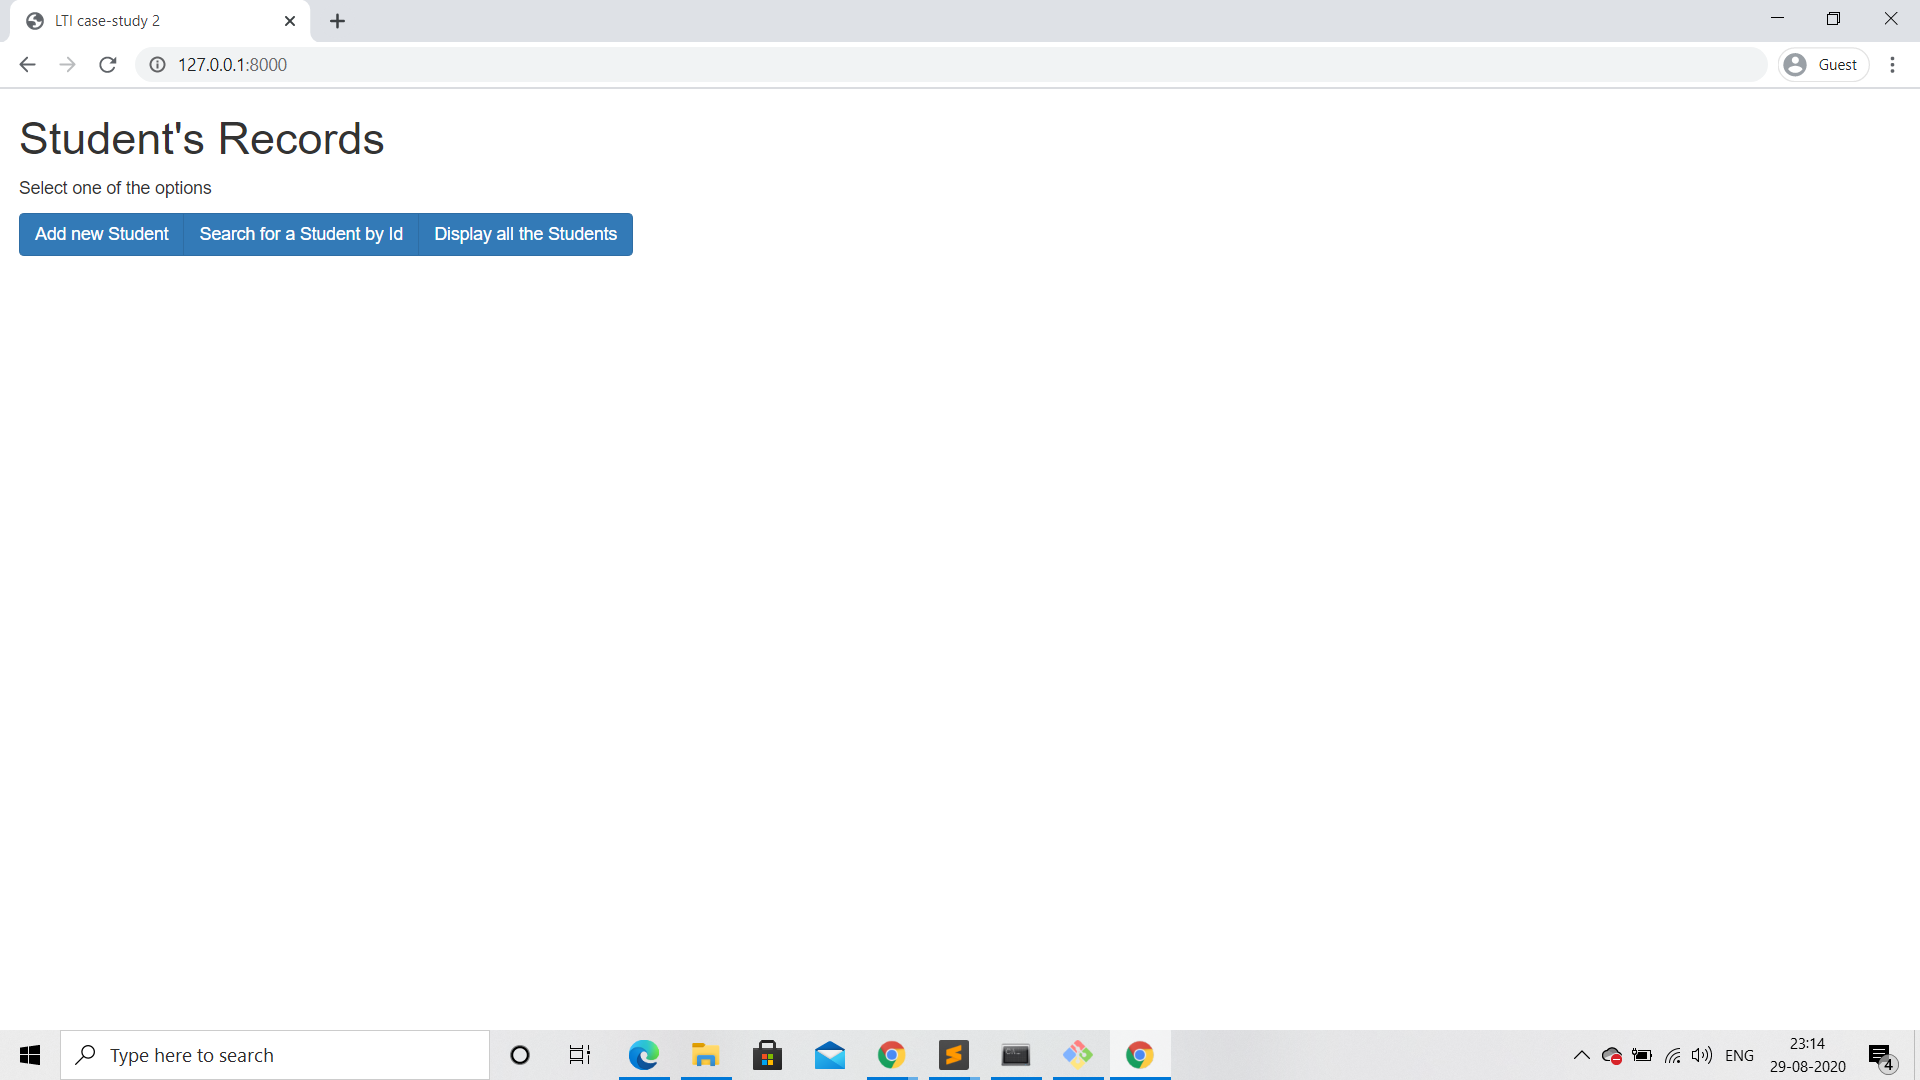 LTI case-study 2
127.0.0.1:8000
Guest
Student's Records
Select one of the options
Add new Student Search for a Student by Id Display all the Students
Type here to search
ENG
23:14
29-08-2020
4